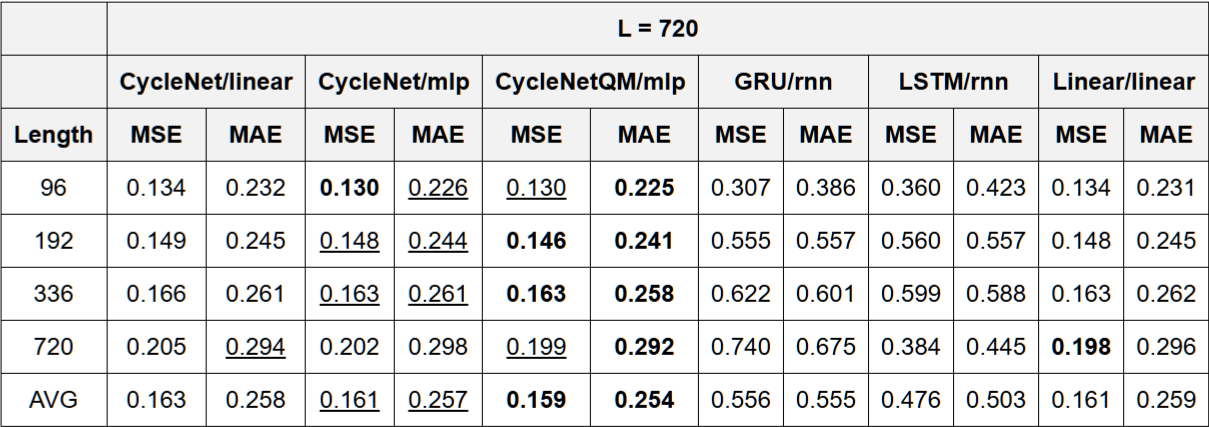 L = 720
CycleNet/linear CycleNet/mlp CycleNetQM/mlp GRU/rnn LSTM/rnn Linear/linear
Length MSE MAE MSE MAE MSE MAE MSE MAE MSE MAE MSE MAE
96 0.134 0.232 0.130 0.226 0.130 0.225 0.307 0.386 0.360 0.423 0.134 0.231
192 0.149 0.245 0.148 0.244 0.146 0.241 0.555 0.557 0.560 0.557 0.148 0.245
336 0.166 0.261 0.163 0.261 0.163 0.258 0.622 0.601 0.599 0.588 0.163 0.262
720 0.205 0.294 0.202 0.298 0.199 0.292 0.740 0.675 0.384 0.445 0.198 0.296
AVG 0.163 0.258 0.161 0.257 0.159 0.254 0.556 0.555 0.476 0.503 0.161 0.259